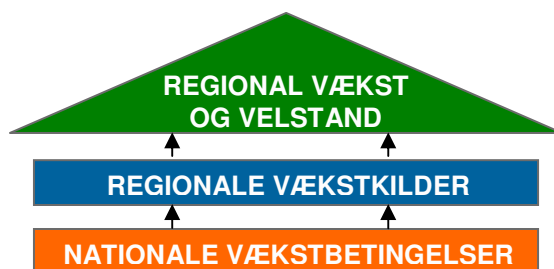 REGIONAL VÆKST
OG VELSTAND
REGIONALE VÆKSTKILDER
NATIONALE VÆKSTBETINGELSER